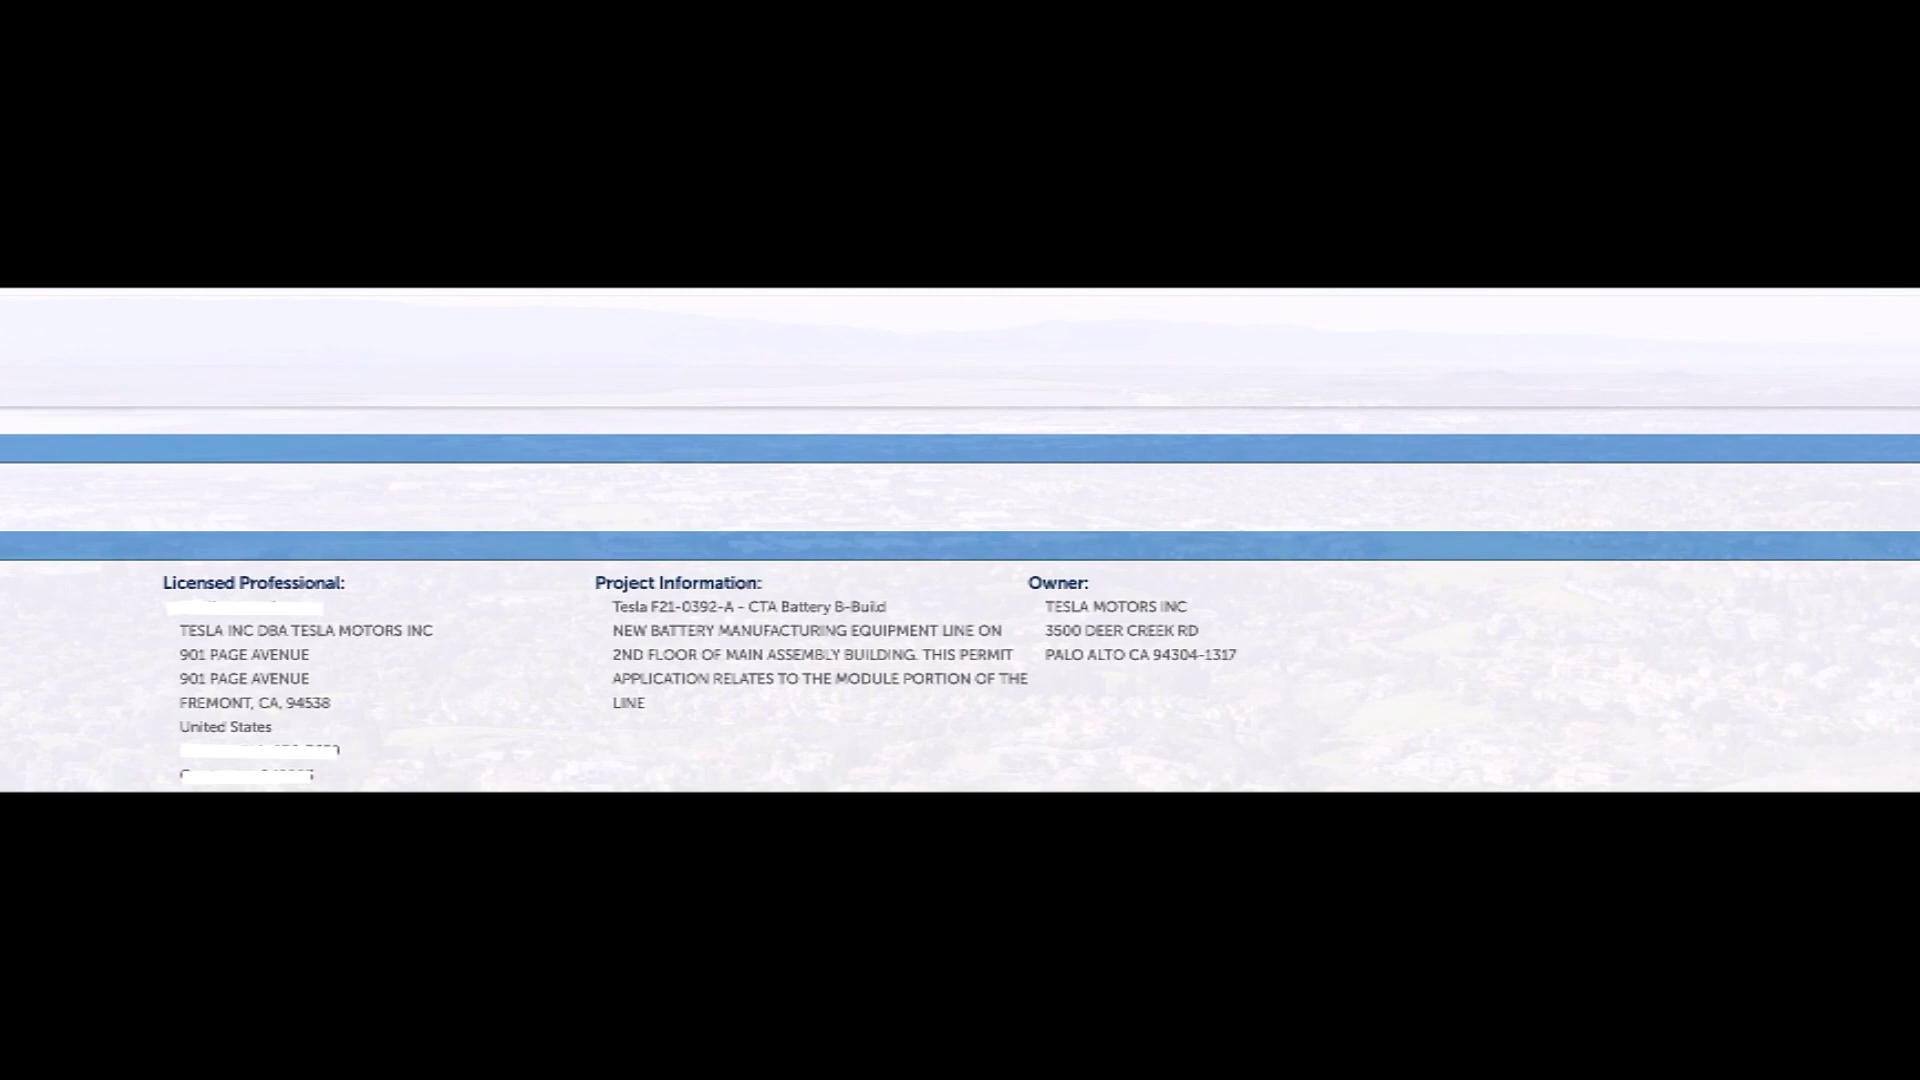 Licensed Professional:
TESLA INC DBA TESLA MOTORS INC
901 PAGE AVENUE
901 PAGE AVENUE
FREMONT, CA, 94538
United States
Project Information:
Tesla F21-0392-A - CTA Battery B-Build
NEW BATTERY MANUFACTURING EQUIPMENT LINE ON
2ND FLOOR OF MAIN ASSEMBLY BUILDING. THIS PERMIT
APPLICATION RELATES TO THE MODULE PORTION OF THE
LINE
Owner:
TESLA MOTORS INC
3500 DEER CREEK RD
PALO ALTO CA 94304-1317